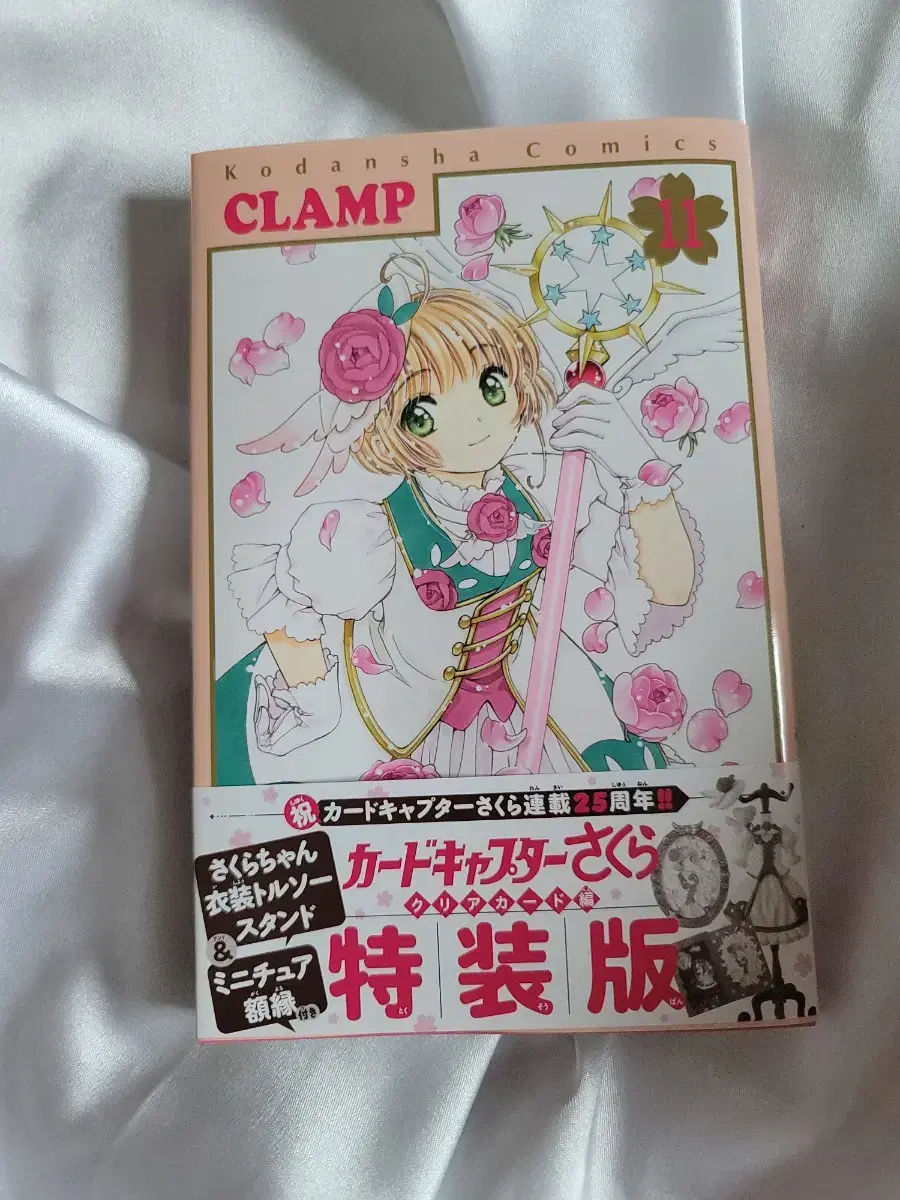 Kodansha Comics
CLAMP
11
祝 カードキャプターさくら連載25周年!!
カードキャプターさくら
クリアカード編
さくらちゃん
衣装トルソー
スタンド
&
ミニチュア
額縁付き
特装版